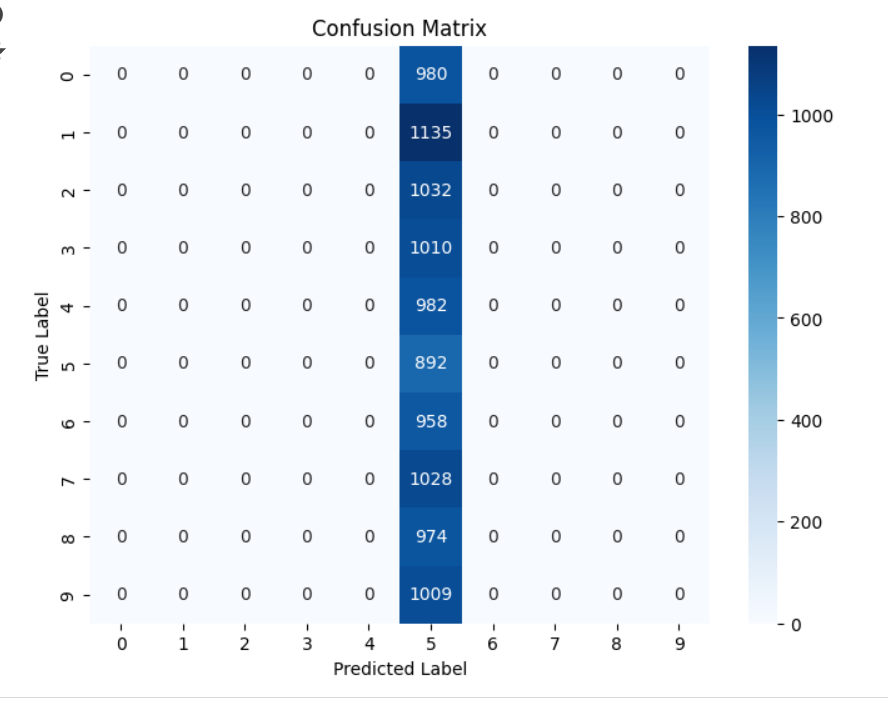 Confusion Matrix
0 0 0 0 0 0 980 0 0 0 0
1 0 0 0 0 0 1135 0 0 0 0
2 0 0 0 0 0 1032 0 0 0 0
3 0 0 0 0 0 1010 0 0 0 0
4 0 0 0 0 0 982 0 0 0 0
5 0 0 0 0 0 892 0 0 0 0
6 0 0 0 0 0 958 0 0 0 0
7 0 0 0 0 0 1028 0 0 0 0
8 0 0 0 0 0 974 0 0 0 0
9 0 0 0 0 0 1009 0 0 0 0
0 1 2 3 4 5 6 7 8 9
True Label
Predicted Label
1000
800
600
400
200
0